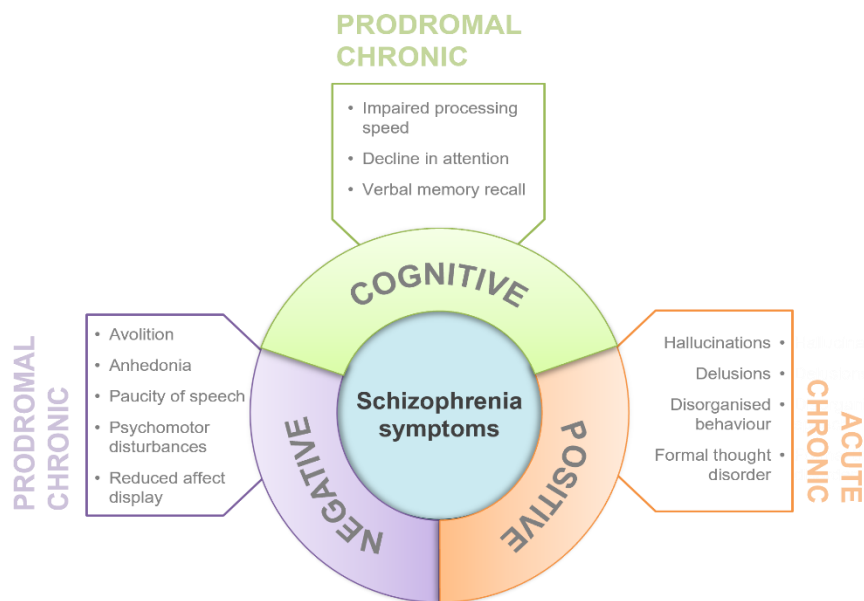 PRODROMAL
CHRONIC
• Impaired processing
speed
• Decline in attention
• Verbal memory recall
COGNITIVE
PRODROMAL
CHRONIC
• Avolition
• Anhedonia
• Paucity of speech
• Psychomotor
disturbances
• Reduced affect
display
NEGATIVE
Schizophrenia
symptoms
POSITIVE
Hallucinations •
Delusions •
Disorganised •
behaviour
Formal thought •
disorder
ACUTE
CHRONIC